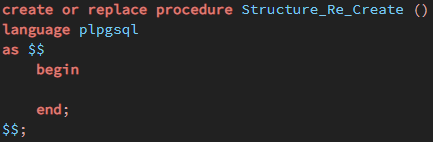 create or replace procedure Structure_Re_Create ()
language plpgsql
as $$
begin
end;
$$;